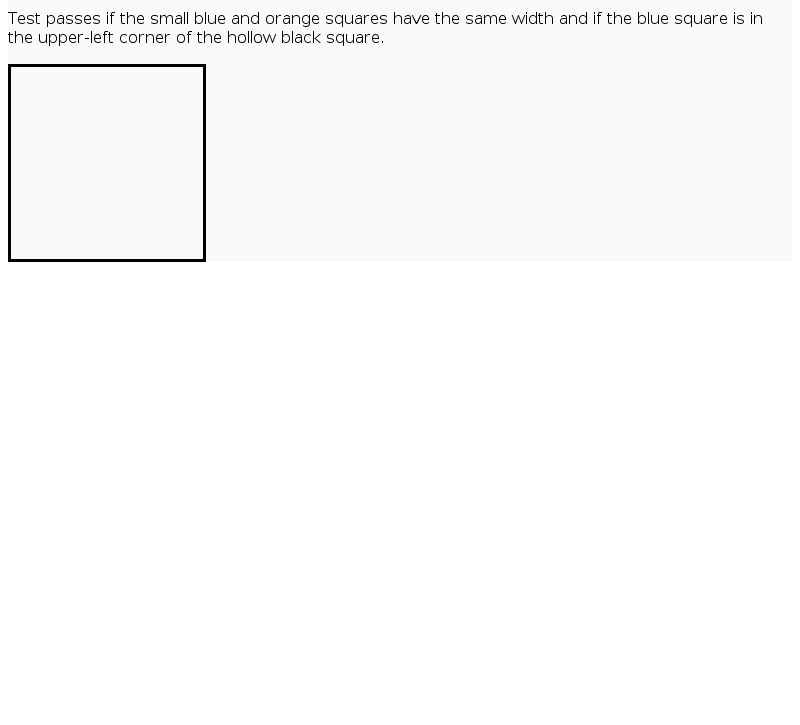 Test passes if the small blue and orange squares have the same width and if the blue square is in
the upper-left corner of the hollow black square.